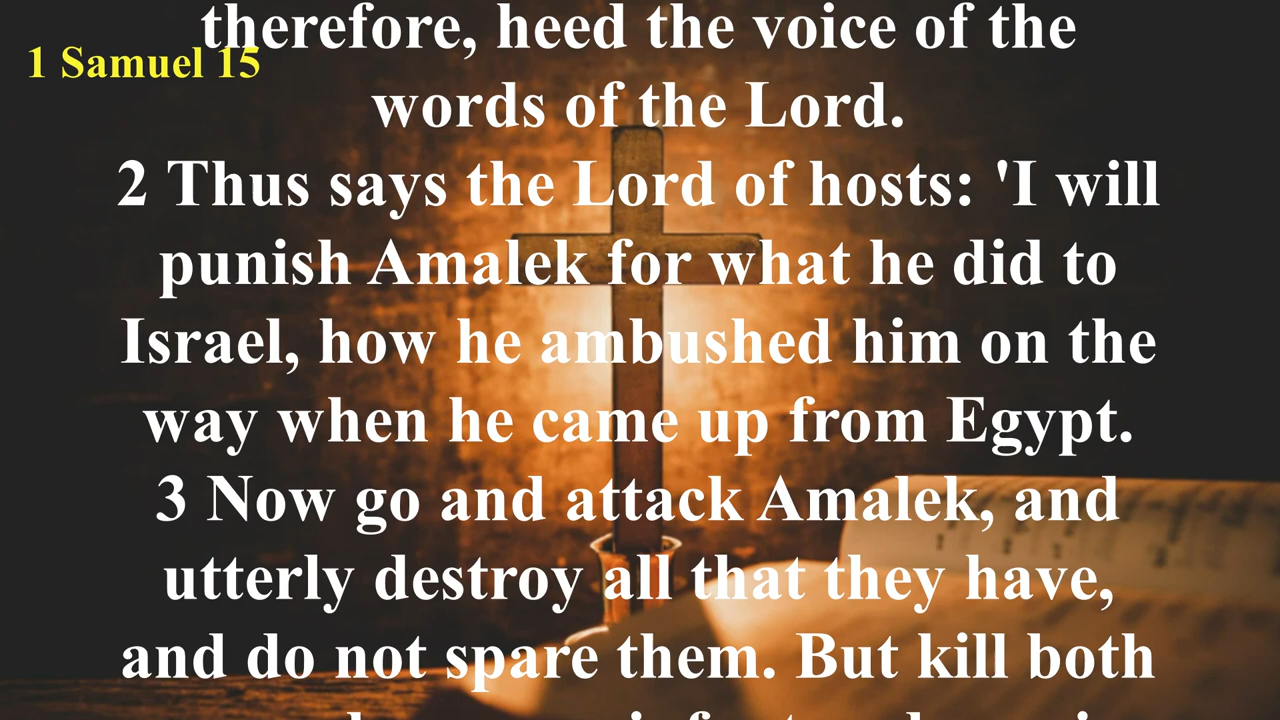 therefore, heed the voice of the
1 Samuel 15
words of the Lord.
2 Thus says the Lord of hosts: 'I will
punish Amalek for what he did to
Israel, how he ambushed him on the
way when he came up from Egypt.
3 Now go and attack Amalek, and
utterly destroy all that they have,
and do not spare them. But kill both